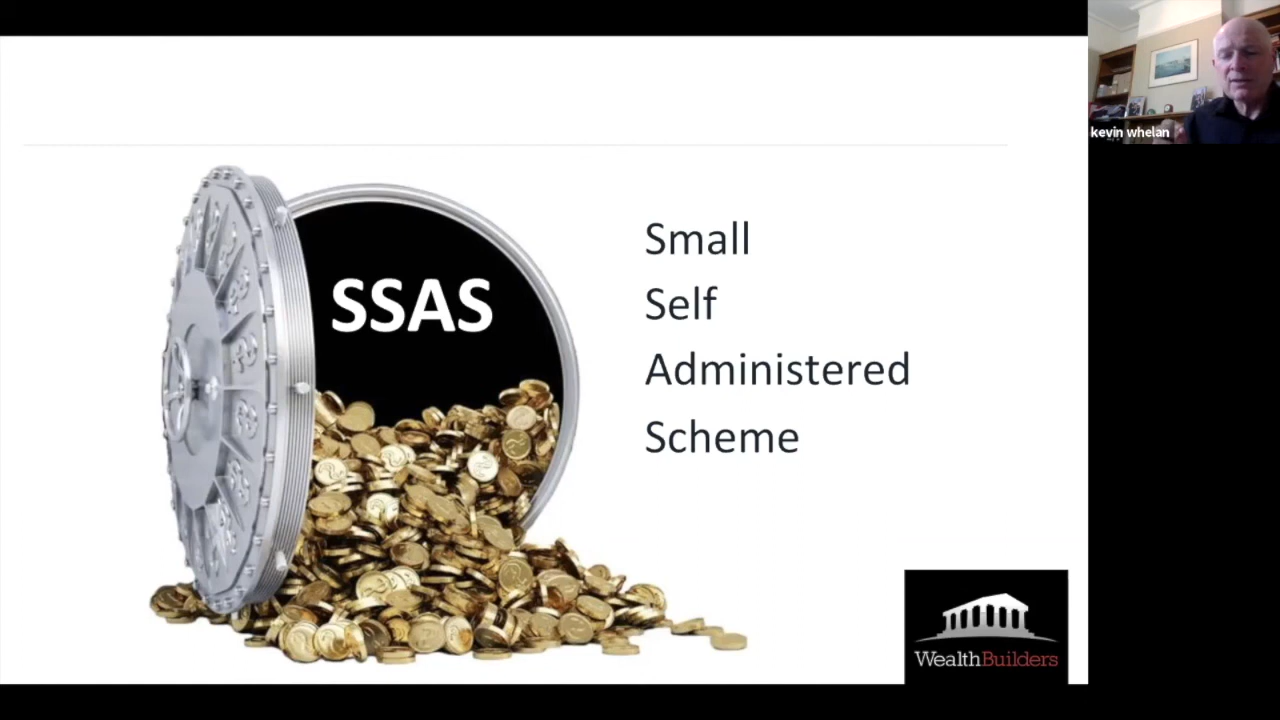 SSAS
Small
Self
Administered
Scheme
WealthBuilders
kevin whelan